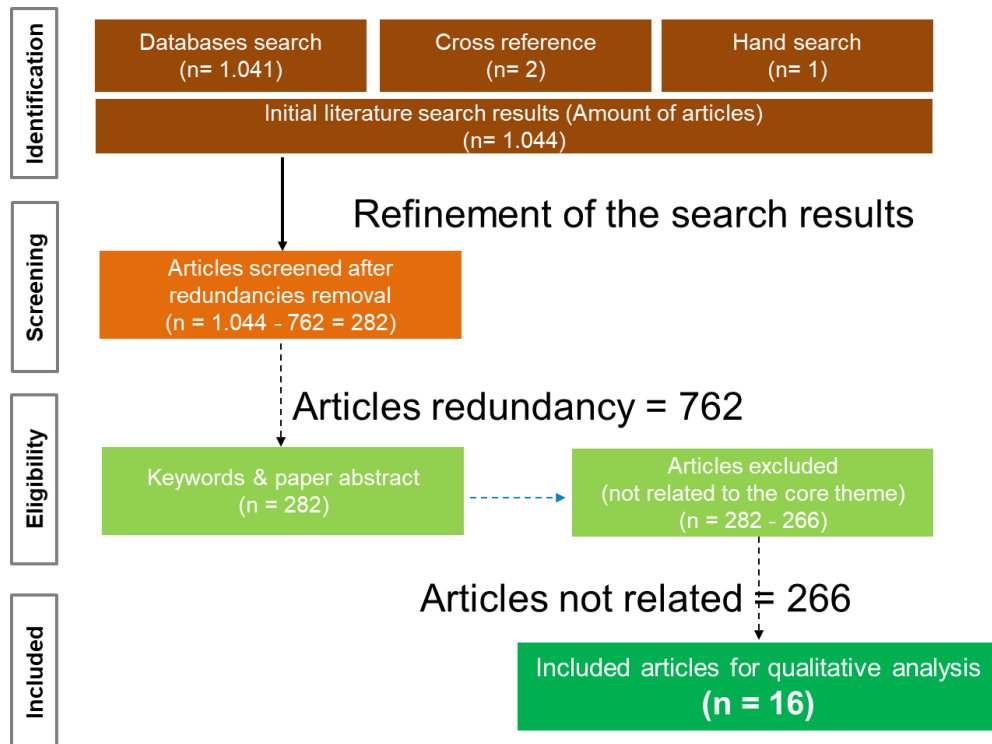 Identification
Databases search
(n= 1.041)
Cross reference
(n= 2)
Hand search
(n= 1)
Initial literature search results (Amount of articles)
(n= 1.044)
Refinement of the search results
Screening
Articles screened after
redundancies removal
(n = 1.044 - 762 = 282)
Articles redundancy = 762
Eligibility
Keywords & paper abstract
(n = 282)
Articles excluded
(not related to the core theme)
(n = 282 - 266)
Articles not related = 266
Included
Included articles for qualitative analysis
(n = 16)